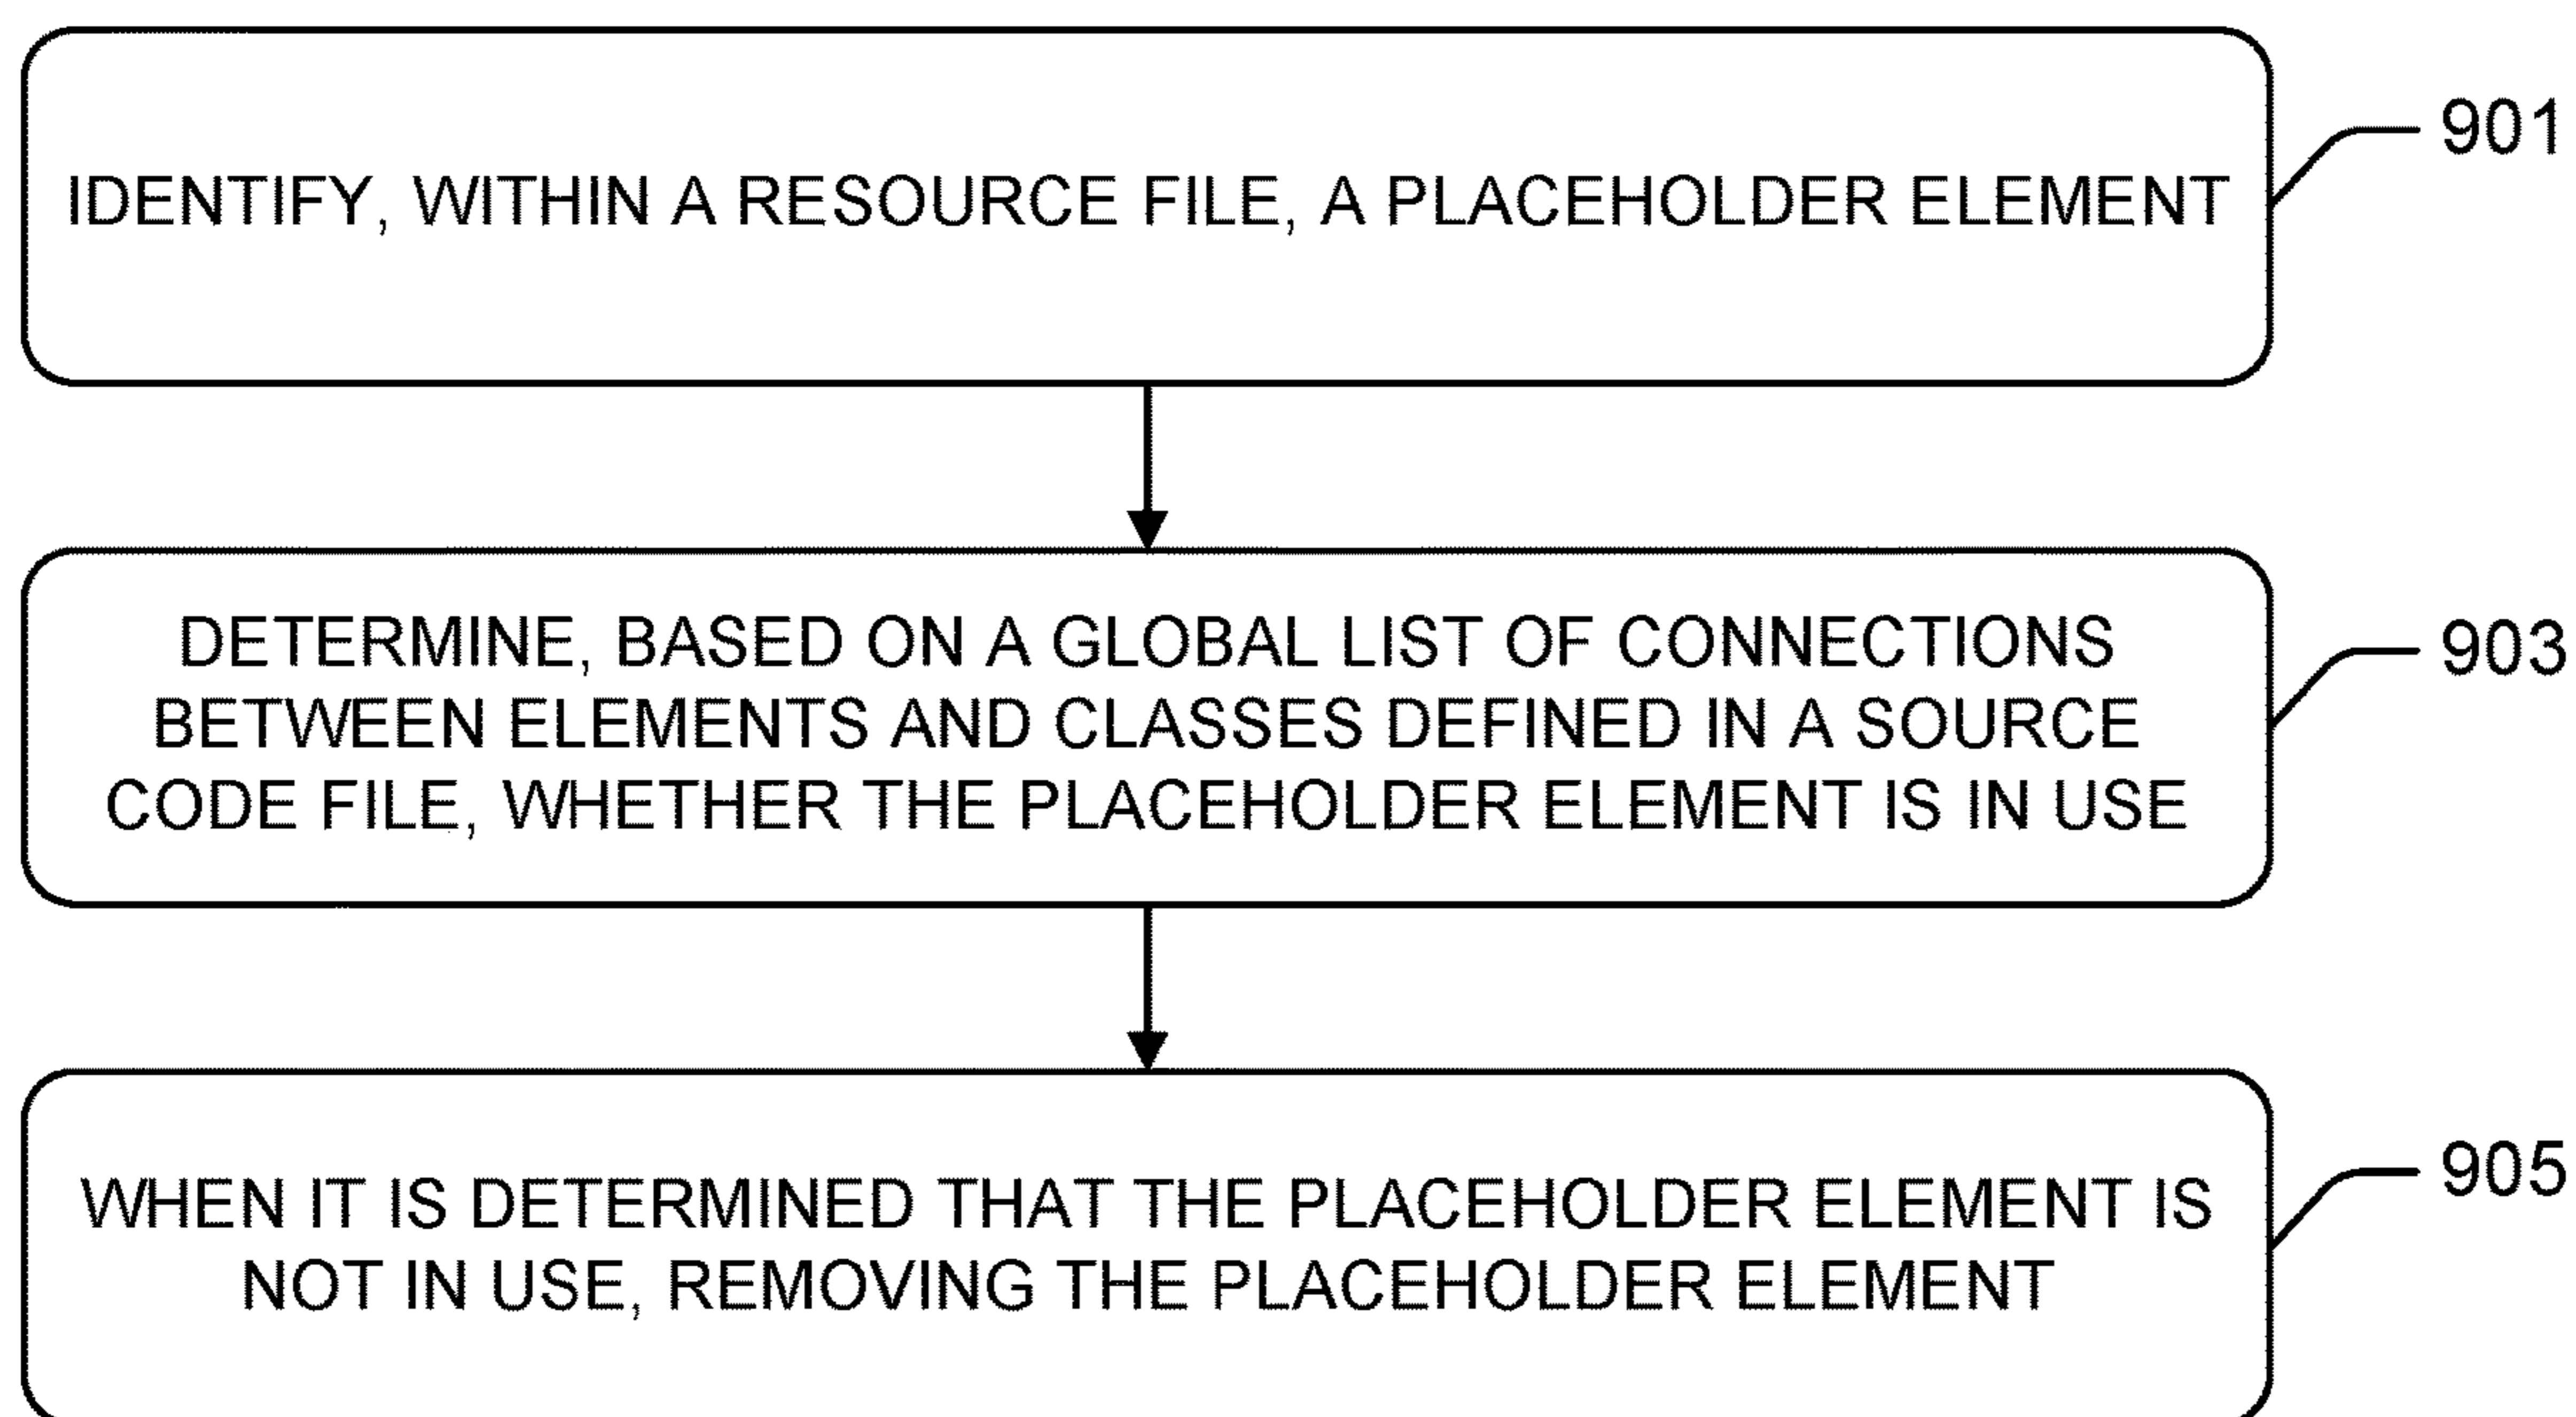 IDENTIFY, WITHIN A RESOURCE FILE, A PLACEHOLDER ELEMENT
901
DETERMINE, BASED ON A GLOBAL LIST OF CONNECTIONS
BETWEEN ELEMENTS AND CLASSES DEFINED IN A SOURCE
CODE FILE, WHETHER THE PLACEHOLDER ELEMENT IS IN USE
903
WHEN IT IS DETERMINED THAT THE PLACEHOLDER ELEMENT IS
NOT IN USE, REMOVING THE PLACEHOLDER ELEMENT
905